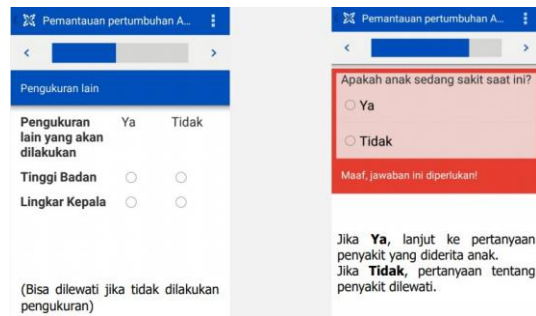 Pemantauan pertumbuhan A...
Pengukuran lain
Pengukuran lain yang akan dilakukan
Ya
Tidak
Tinggi Badan
Lingkar Kepala
(Bisa dilewati jika tidak dilakukan
pengukuran)
Pemantauan pertumbuhan A...
Apakah anak sedang sakit saat ini?
Ya
Tidak
Maaf, jawaban ini diperlukan!
Jika Ya, lanjut ke pertanyaan
penyakit yang diderita anak.
Jika Tidak, pertanyaan tentang
penyakit dilewati.